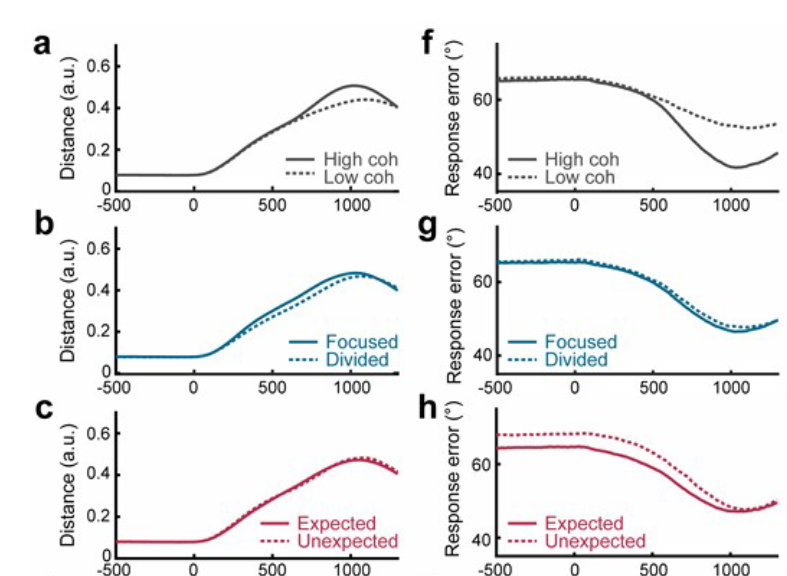 a
Distance (a.u.)
0.6
0.4
0.2
0
High coh
Low coh
-500
0
500
1000
f
Response error (°)
60
40
High coh
Low coh
-500
0
500
1000
b
Distance (a.u.)
0.6
0.4
0.2
0
Focused
Divided
-500
0
500
1000
g
Response error (°)
60
40
Focused
Divided
-500
0
500
1000
c
Distance (a.u.)
0.6
0.4
0.2
0
Expected
Unexpected
-500
0
500
1000
h
Response error (°)
60
40
Expected
Unexpected
-500
0
500
1000